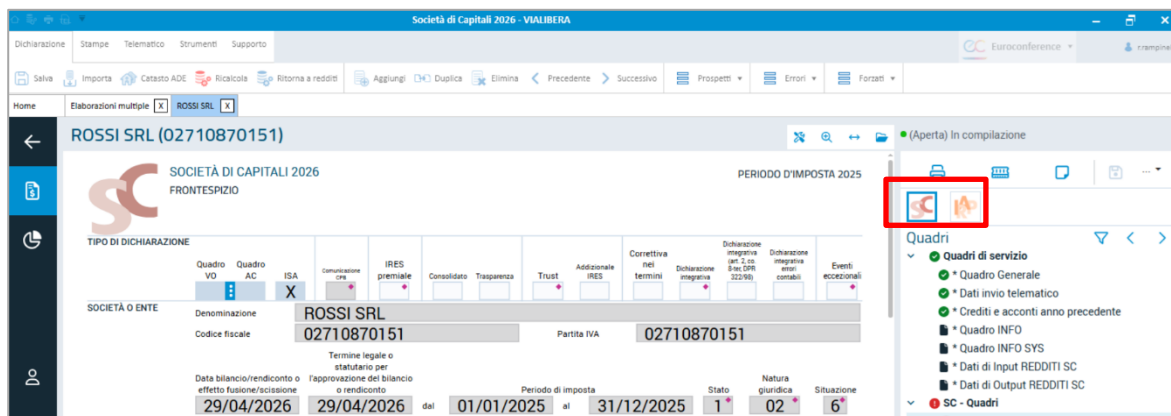 Società di Capitali 2026 - VIALIBERA
Dichiarazione Stampe Telematico Strumenti Supporto
Euroconference
Salva Importa Catasto ADE Ricalcola Ritorna a redditi Aggiungi Duplica Elimina Precedente Successivo Prospetti Errori Forzati
Home Elaborazioni multiple X ROSSI SRL X
ROSSI SRL (02710870151)
(Aperta) In compilazione
SC
SOCIETÀ DI CAPITALI 2026
FRONTESPIZIO
PERIODO D'IMPOSTA 2025
SC IAP
Quadri
TIPO DI DICHIARAZIONE
Quadro VO
Quadro AC
ISA
Comunicazione CPB
IRES premiale
Consolidato
Trasparenza
Trust
Addizionale IRES
Correttiva nei termini
Dichiarazione integrativa
Dichiarazione integrativa (art. 2, co. 8-ter, DPR 322/98)
Dichiarazione integrativa errori contabili
Eventi eccezionali
X
SOCIETÀ O ENTE
Denominazione ROSSI SRL
Codice fiscale 02710870151 Partita IVA 02710870151
Data bilancio/rendiconto o effetto fusione/scissione
Termine legale o statutario per l'approvazione del bilancio o rendiconto
Periodo di imposta
Stato
Natura giuridica
Situazione
29/04/2026 29/04/2026 dal 01/01/2025 al 31/12/2025 1 02 6
Quadri di servizio
* Quadro Generale
* Dati invio telematico
* Crediti e acconti anno precedente
* Quadro INFO
* Quadro INFO SYS
* Dati di Input REDDITI SC
* Dati di Output REDDITI SC
SC - Quadri